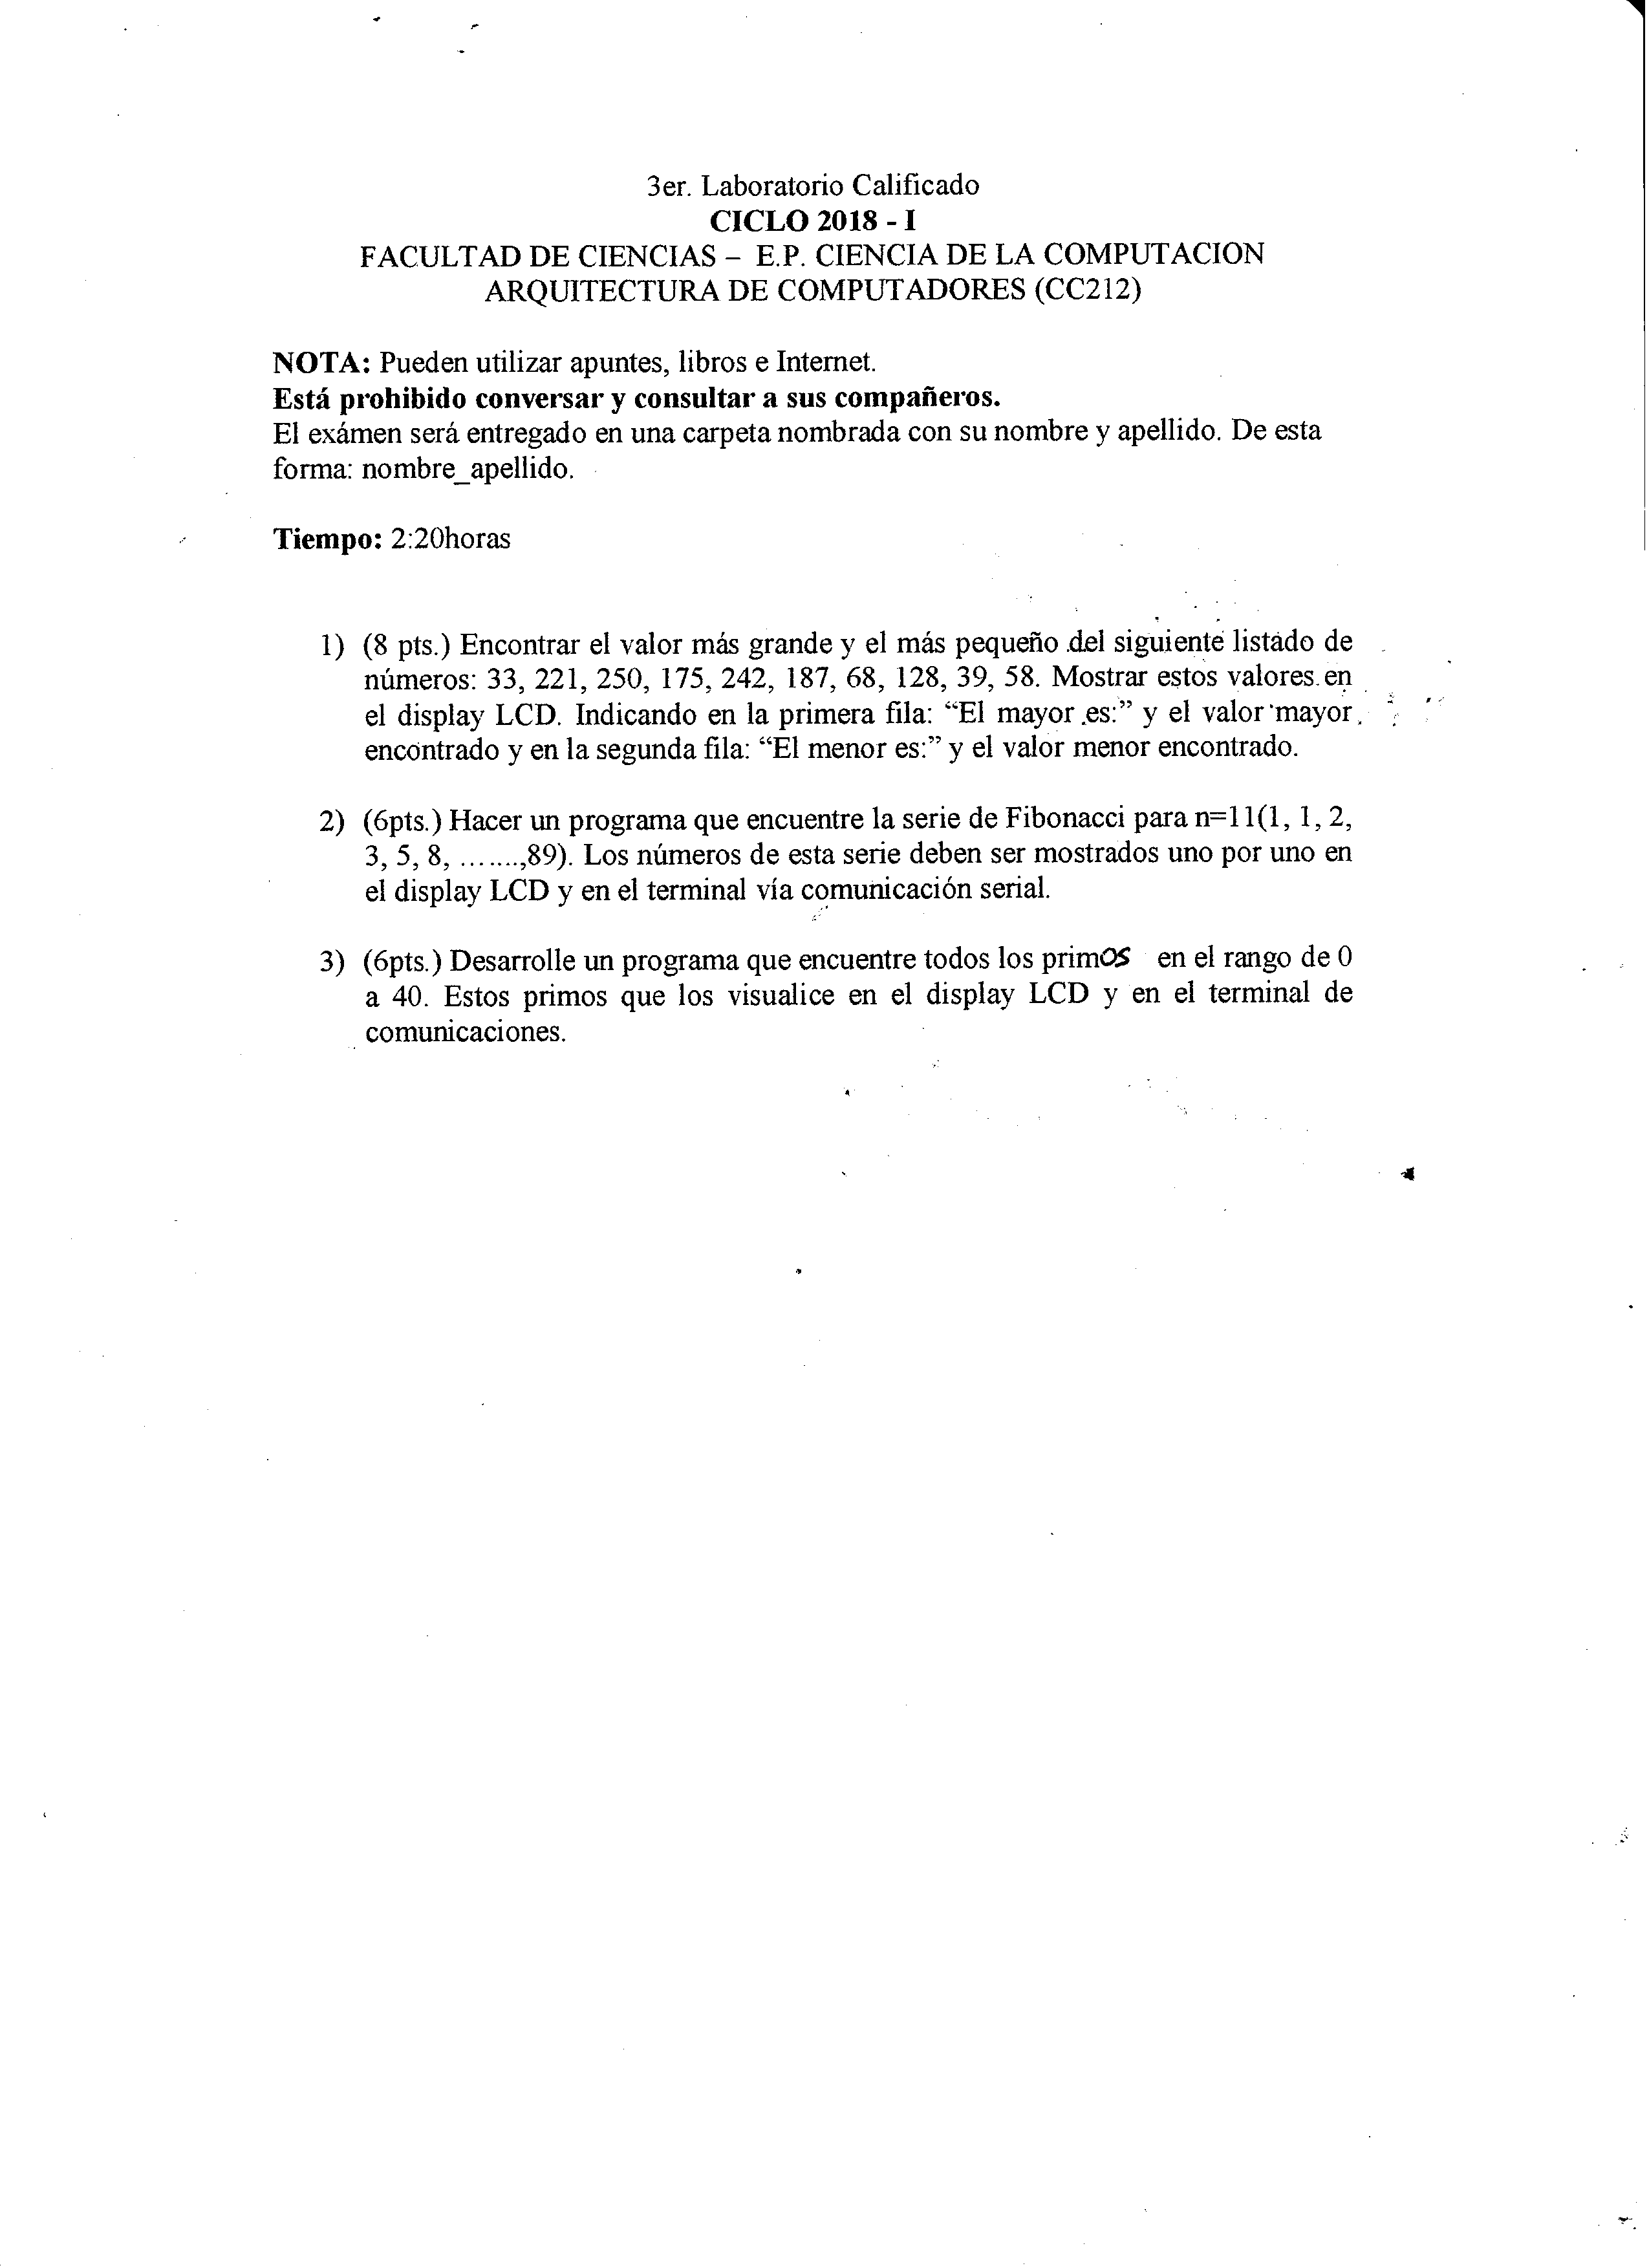 3er. Laboratorio Calificado
CICLO 2018 - I
FACULTAD DE CIENCIAS – E.P. CIENCIA DE LA COMPUTACION
ARQUITECTURA DE COMPUTADORES (CC212)
NOTA: Pueden utilizar apuntes, libros e Internet.
Está prohibido conversar y consultar a sus compañeros.
El exámen será entregado en una carpeta nombrada con su nombre y apellido. De esta
forma: nombre_apellido.
Tiempo: 2:20horas
1) (8 pts.) Encontrar el valor más grande y el más pequeño del siguiente listado de
números: 33, 221, 250, 175, 242, 187, 68, 128, 39, 58. Mostrar estos valores en
el display LCD. Indicando en la primera fila: “El mayor es:” y el valor mayor
encontrado y en la segunda fila: “El menor es:” y el valor menor encontrado.
2) (6pts.) Hacer un programa que encuentre la serie de Fibonacci para n=11(1, 1, 2,
3, 5, 8, .......,89). Los números de esta serie deben ser mostrados uno por uno en
el display LCD y en el terminal vía comunicación serial.
3) (6pts.) Desarrolle un programa que encuentre todos los primos en el rango de 0
a 40. Estos primos que los visualice en el display LCD y en el terminal de
comunicaciones.